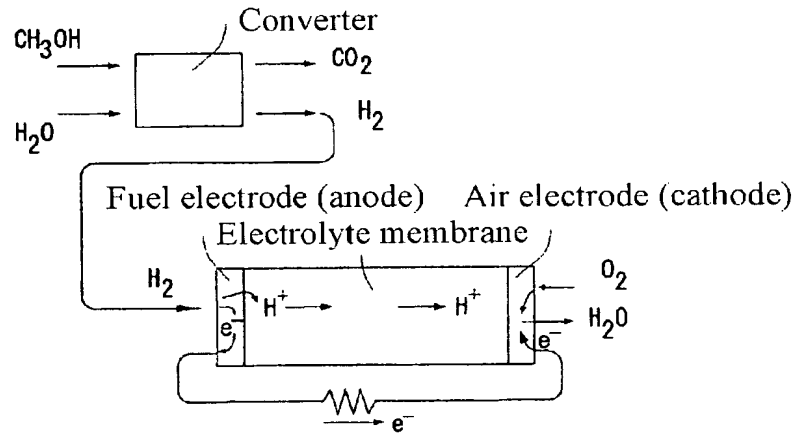 Converter
CH₃OH
CO₂
H₂O
H₂
Fuel electrode (anode) Air electrode (cathode)
Electrolyte membrane
H₂
O₂
H⁺
H⁺
H₂O
e⁻
e⁻
e⁻